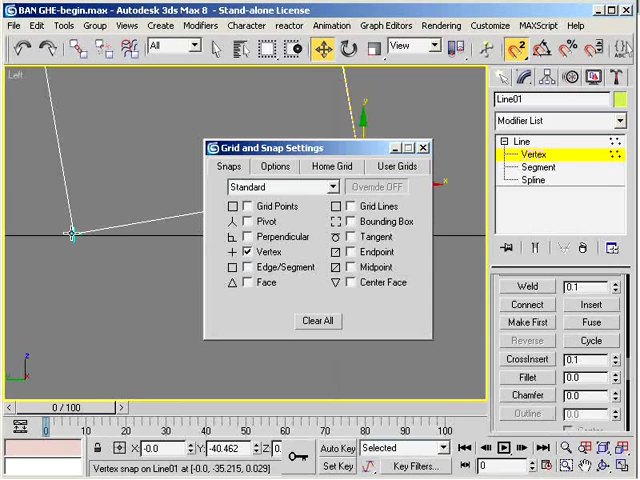 BAN GHE-begin.max - Autodesk 3ds Max 8 - Stand-alone License
File Edit Tools Group Views Create Modifiers Character reactor Animation Graph Editors Rendering Customize MAXScript Help
All View
Left
Line01
Modifier List
Line
Vertex
Segment
Spline
Grid and Snap Settings
Snaps Options Home Grid User Grids
Standard Override OFF
Grid Points Grid Lines
Pivot Bounding Box
Perpendicular Tangent
Vertex Endpoint
Edge/Segment Midpoint
Face Center Face
Clear All
y
x
z
Weld 0.1
Connect Insert
Make First Fuse
Reverse Cycle
CrossInsert 0.1
Fillet 0.0
Chamfer 0.0
Outline 0.0
0 / 100
0 10 20 30 40 50 60 70 80 90 100
X: -0.0 Y: -40.462 Z 0.
Auto Key Selected
Set Key Key Filters... 0
Vertex snap on Line01 at [-0.0, -35.215, 0.029]